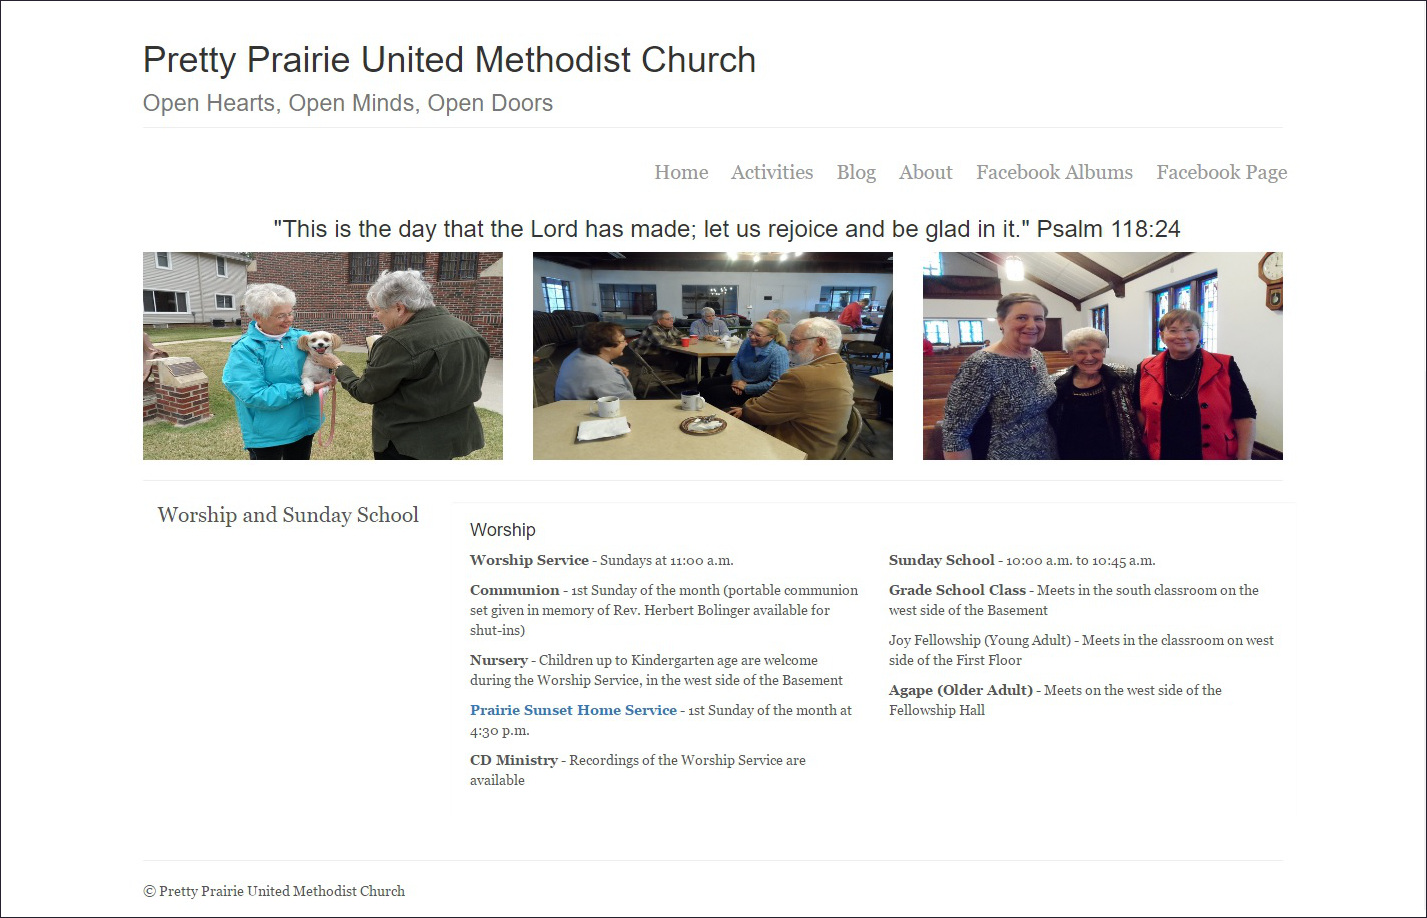 Pretty Prairie United Methodist Church
Open Hearts, Open Minds, Open Doors
Home Activities Blog About Facebook Albums Facebook Page
"This is the day that the Lord has made; let us rejoice and be glad in it." Psalm 118:24
Worship and Sunday School
Worship
Worship Service - Sundays at 11:00 a.m.
Communion - 1st Sunday of the month (portable communion
set given in memory of Rev. Herbert Bolinger available for
shut-ins)
Nursery - Children up to Kindergarten age are welcome
during the Worship Service, in the west side of the Basement
Prairie Sunset Home Service - 1st Sunday of the month at
4:30 p.m.
CD Ministry - Recordings of the Worship Service are
available
Sunday School - 10:00 a.m. to 10:45 a.m.
Grade School Class - Meets in the south classroom on the
west side of the Basement
Joy Fellowship (Young Adult) - Meets in the classroom on west
side of the First Floor
Agape (Older Adult) - Meets on the west side of the
Fellowship Hall
© Pretty Prairie United Methodist Church